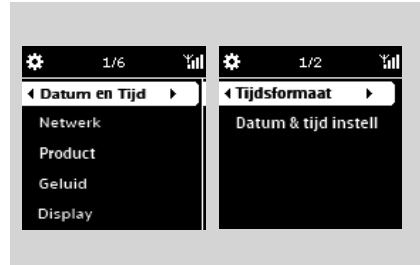 1/6
Datum en Tijd
Netwerk
Product
Geluid
Display
1/2
Tijdsformaat
Datum & tijd instell